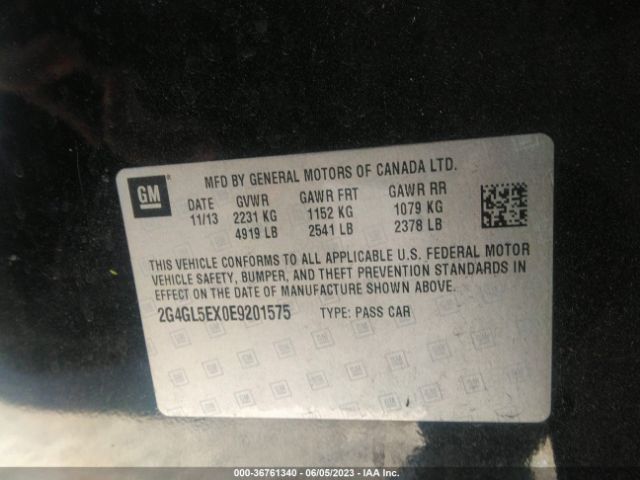 GM
MFD BY GENERAL MOTORS OF CANADA LTD.
DATE GVWR GAWR FRT GAWR RR
11/13 2231 KG 1152 KG 1079 KG
4919 LB 2541 LB 2378 LB
THIS VEHICLE CONFORMS TO ALL APPLICABLE U.S. FEDERAL MOTOR
VEHICLE SAFETY, BUMPER, AND THEFT PREVENTION STANDARDS IN
EFFECT ON THE DATE OF MANUFACTURE SHOWN ABOVE.
2G4GL5EX0E9201575 TYPE: PASS CAR
000-36761340 - 06/05/2023 - IAA Inc.